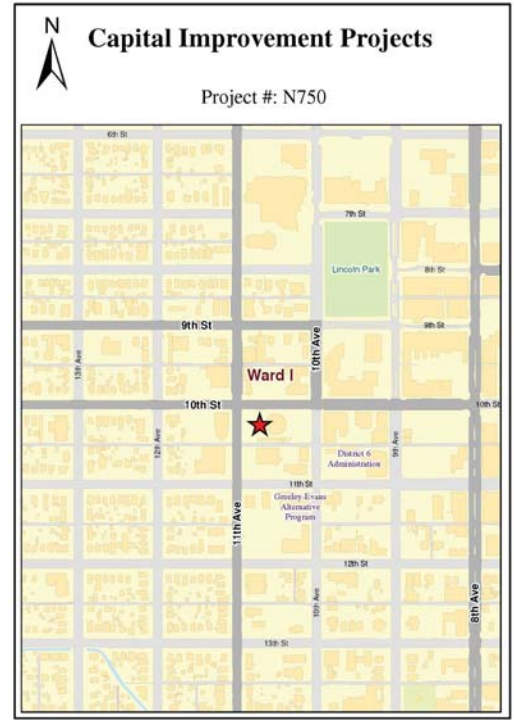 N
Capital Improvement Projects
Project #: N750
6th St
7th St
Lincoln Park
8th St
9th St
9th St
13th Ave
10th Ave
Ward I
10th St
10th St
12th Ave
9th Ave
District 6
Administration
11th St
Greeley-Evans
Alternative
Program
11th Ave
12th St
10th Ave
8th Ave
13th St